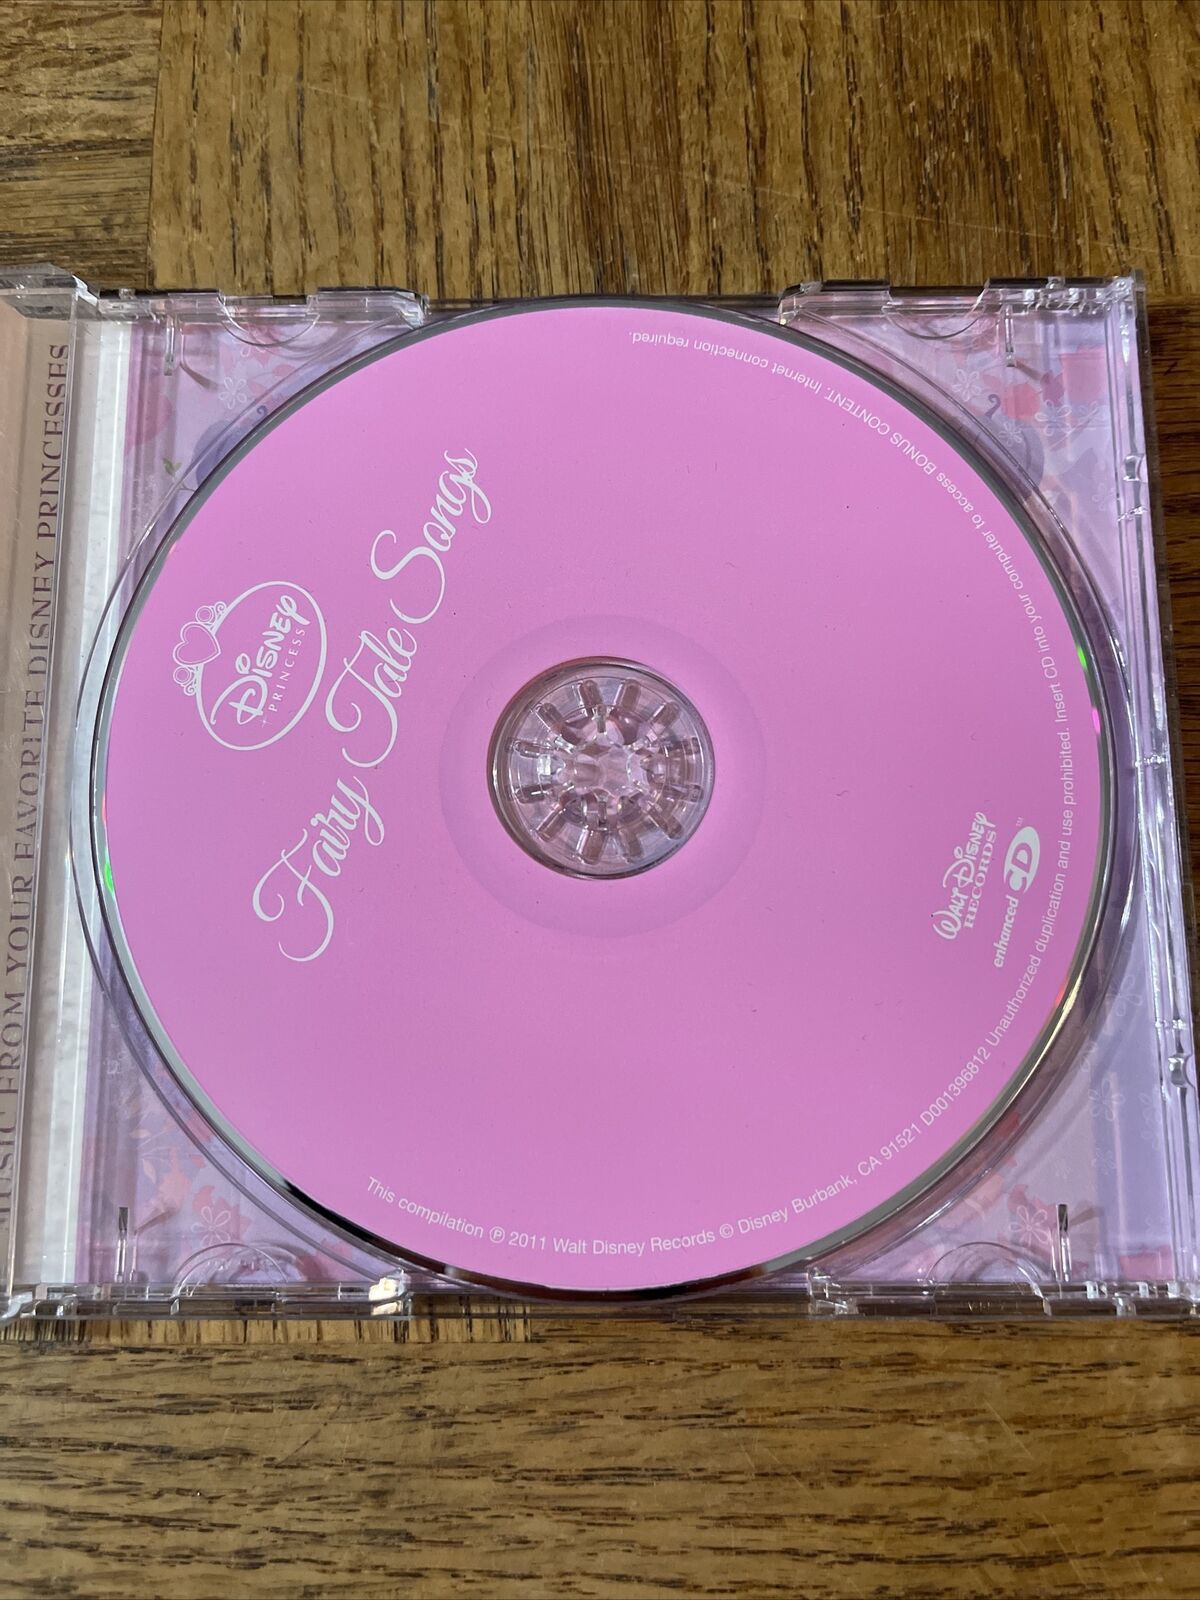 MUSIC FROM YOUR FAVORITE DISNEY PRINCESSES
DISNEY
PRINCESS
Fairy Tale Songs
WALT DISNEY
RECORDS
enhanced CD™
This compilation ℗ 2011 Walt Disney Records © Disney Burbank, CA 91521 D001396812 Unauthorized duplication and use prohibited. Insert CD into your computer to access BONUS CONTENT. Internet connection required.